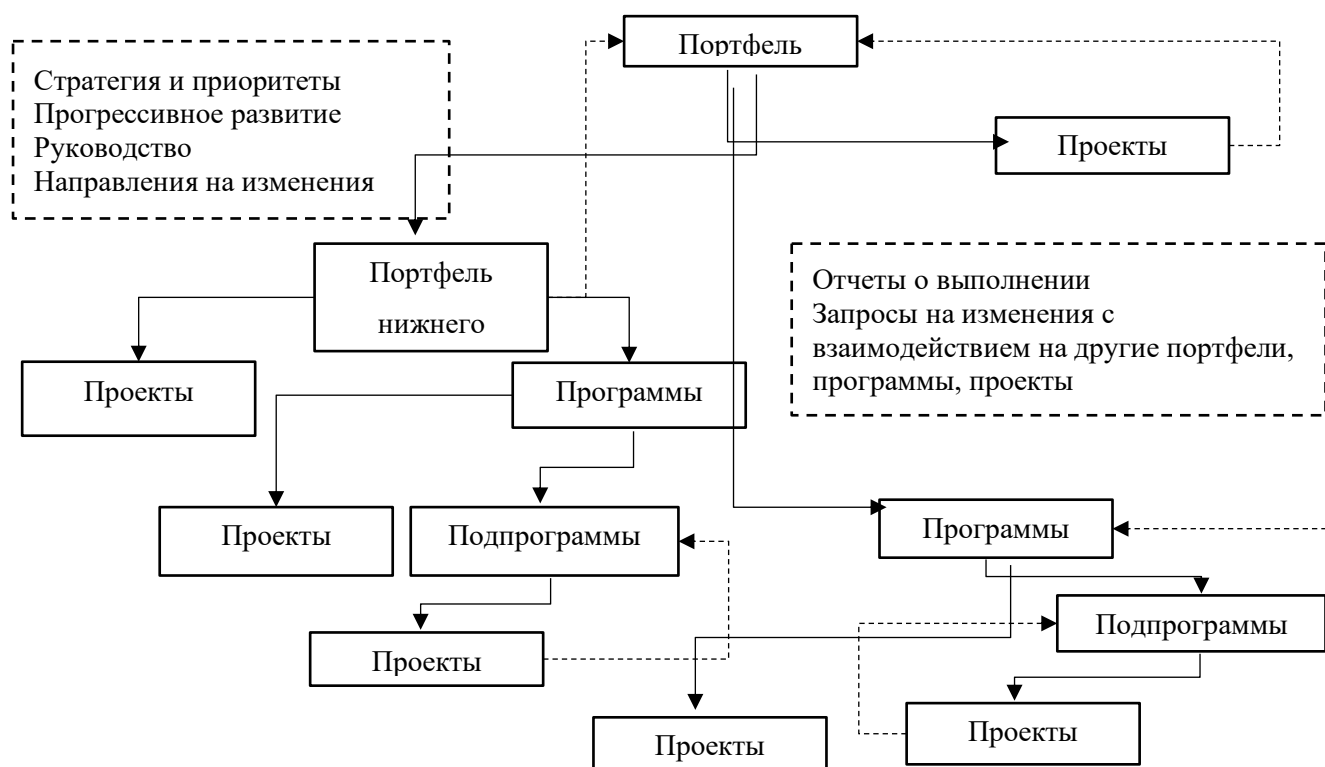 Портфель
Стратегия и приоритеты
Прогрессивное развитие
Руководство
Направления на изменения
Проекты
Портфель
нижнего
Отчеты о выполнении
Запросы на изменения с
взаимодействием на другие портфели,
программы, проекты
Проекты
Программы
Проекты
Подпрограммы
Программы
Подпрограммы
Проекты
Проекты
Проекты